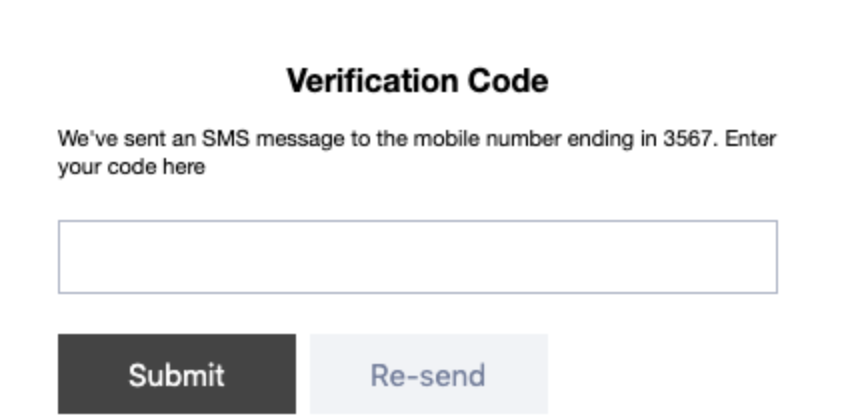 Verification Code
We've sent an SMS message to the mobile number ending in 3567. Enter
your code here
Submit
Re-send